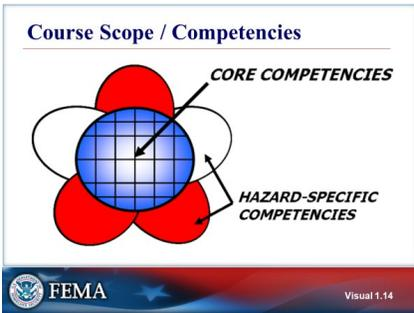 Course Scope / Competencies
CORE COMPETENCIES
HAZARD-SPECIFIC
COMPETENCIES
FEMA
Visual 1.14